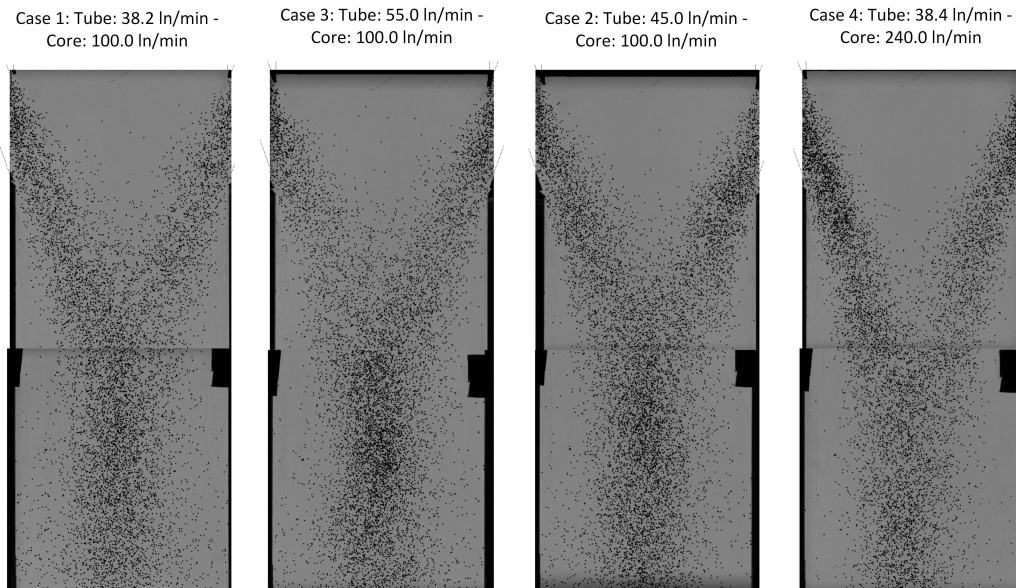 Case 1: Tube: 38.2 ln/min -
Core: 100.0 ln/min
Case 3: Tube: 55.0 ln/min -
Core: 100.0 ln/min
Case 2: Tube: 45.0 ln/min -
Core: 100.0 ln/min
Case 4: Tube: 38.4 ln/min -
Core: 240.0 ln/min